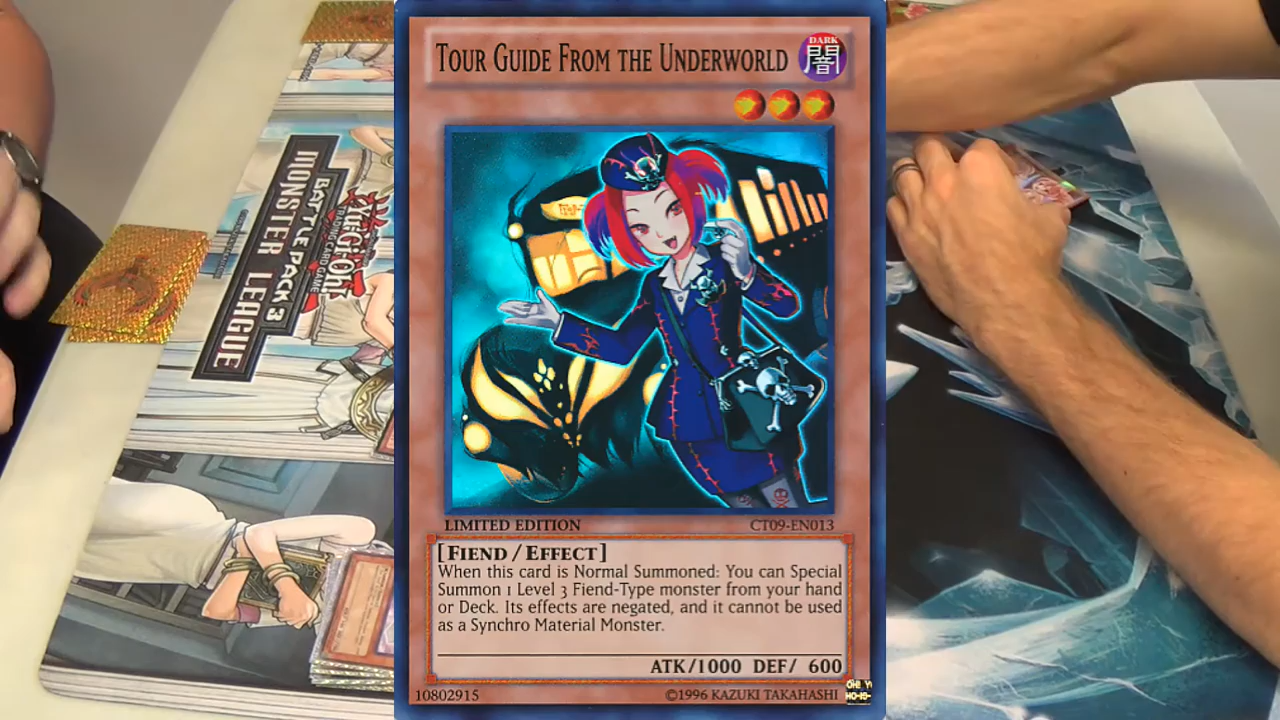 Yu-Gi-Oh!
TRADING CARD GAME
BATTLE PACK 3
MONSTER LEAGUE
TOUR GUIDE FROM THE UNDERWORLD
DARK
闇
LIMITED EDITION
CT09-EN013
[FIEND / EFFECT]
When this card is Normal Summoned: You can Special
Summon 1 Level 3 Fiend-Type monster from your hand
or Deck. Its effects are negated, and it cannot be used
as a Synchro Material Monster.
ATK/1000 DEF/ 600
10802915
©1996 KAZUKI TAKAHASHI